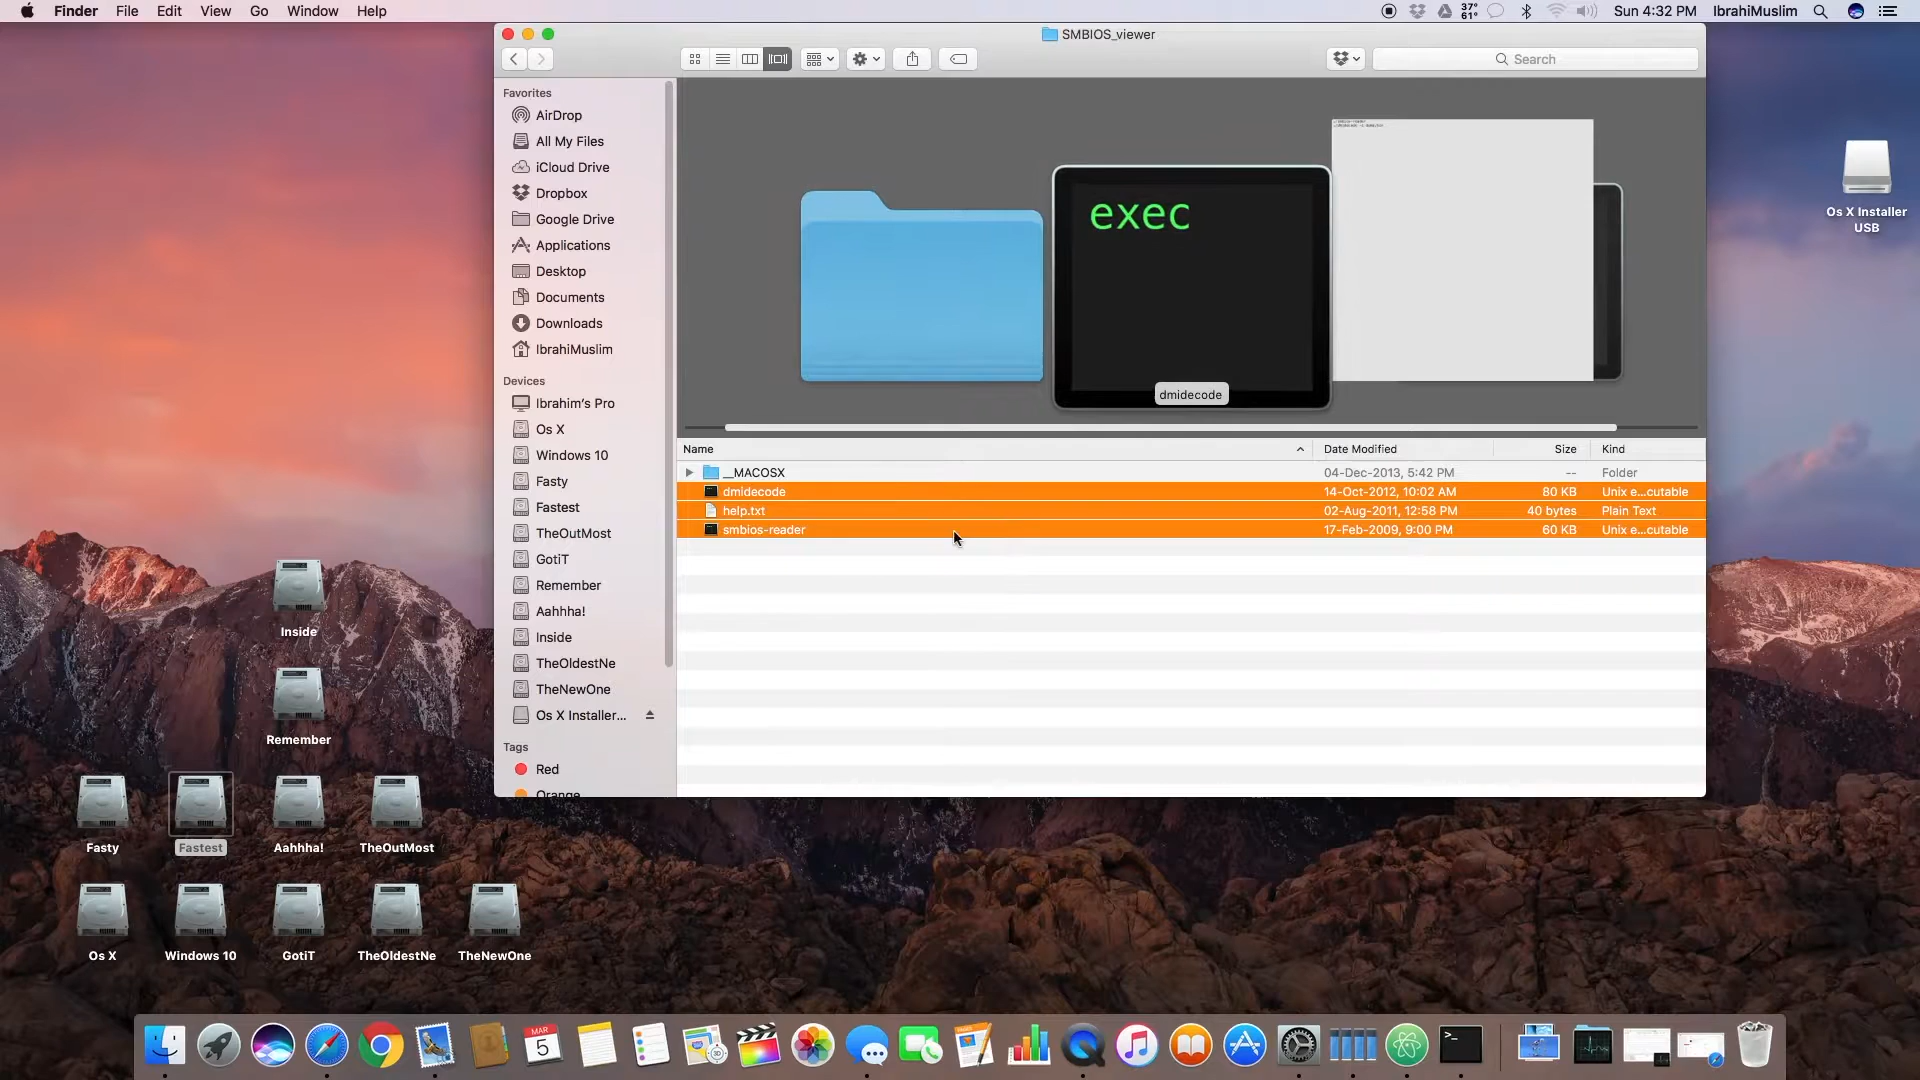 Finder File Edit View Go Window Help
37° 61° Sun 4:32 PM IbrahiMuslim
SMBIOS_viewer
Search
Favorites
AirDrop
All My Files
iCloud Drive
Dropbox
Google Drive
Applications
Desktop
Documents
Downloads
IbrahiMuslim
Devices
Ibrahim's Pro
Os X
Windows 10
Fasty
Fastest
TheOutMost
GotiT
Remember
Aahhha!
Inside
TheOldestNe
TheNewOne
Os X Installer...
Tags
Red
Orange
exec
dmidecode
Name Date Modified Size Kind
__MACOSX 04-Dec-2013, 5:42 PM -- Folder
dmidecode 14-Oct-2012, 10:02 AM 80 KB Unix e...cutable
help.txt 02-Aug-2011, 12:58 PM 40 bytes Plain Text
smbios-reader 17-Feb-2009, 9:00 PM 60 KB Unix e...cutable
Os X Installer
USB
Inside
Remember
Fasty Fastest Aahhha! TheOutMost
Os X Windows 10 GotiT TheOldestNe TheNewOne
MAR
5
3D
PAGES
>_